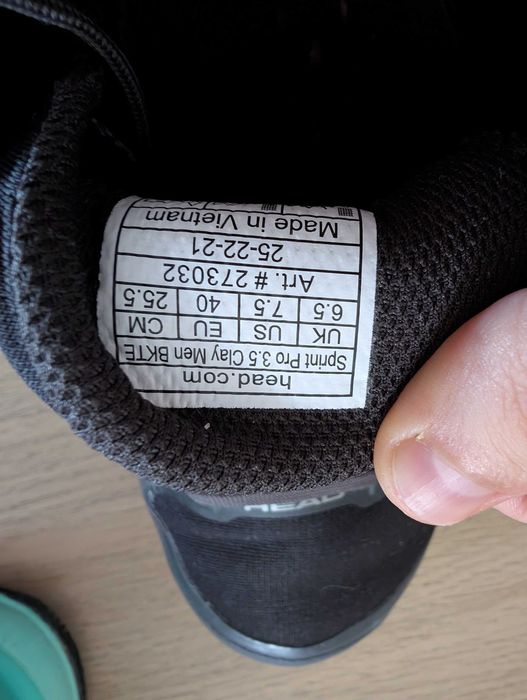 head.com
Sprint Pro 3.5 Clay Men BKTE
UK US EU CM
6.5 7.5 40 25.5
Art. # 273032
25-22-21
Made in Vietnam
HEAD